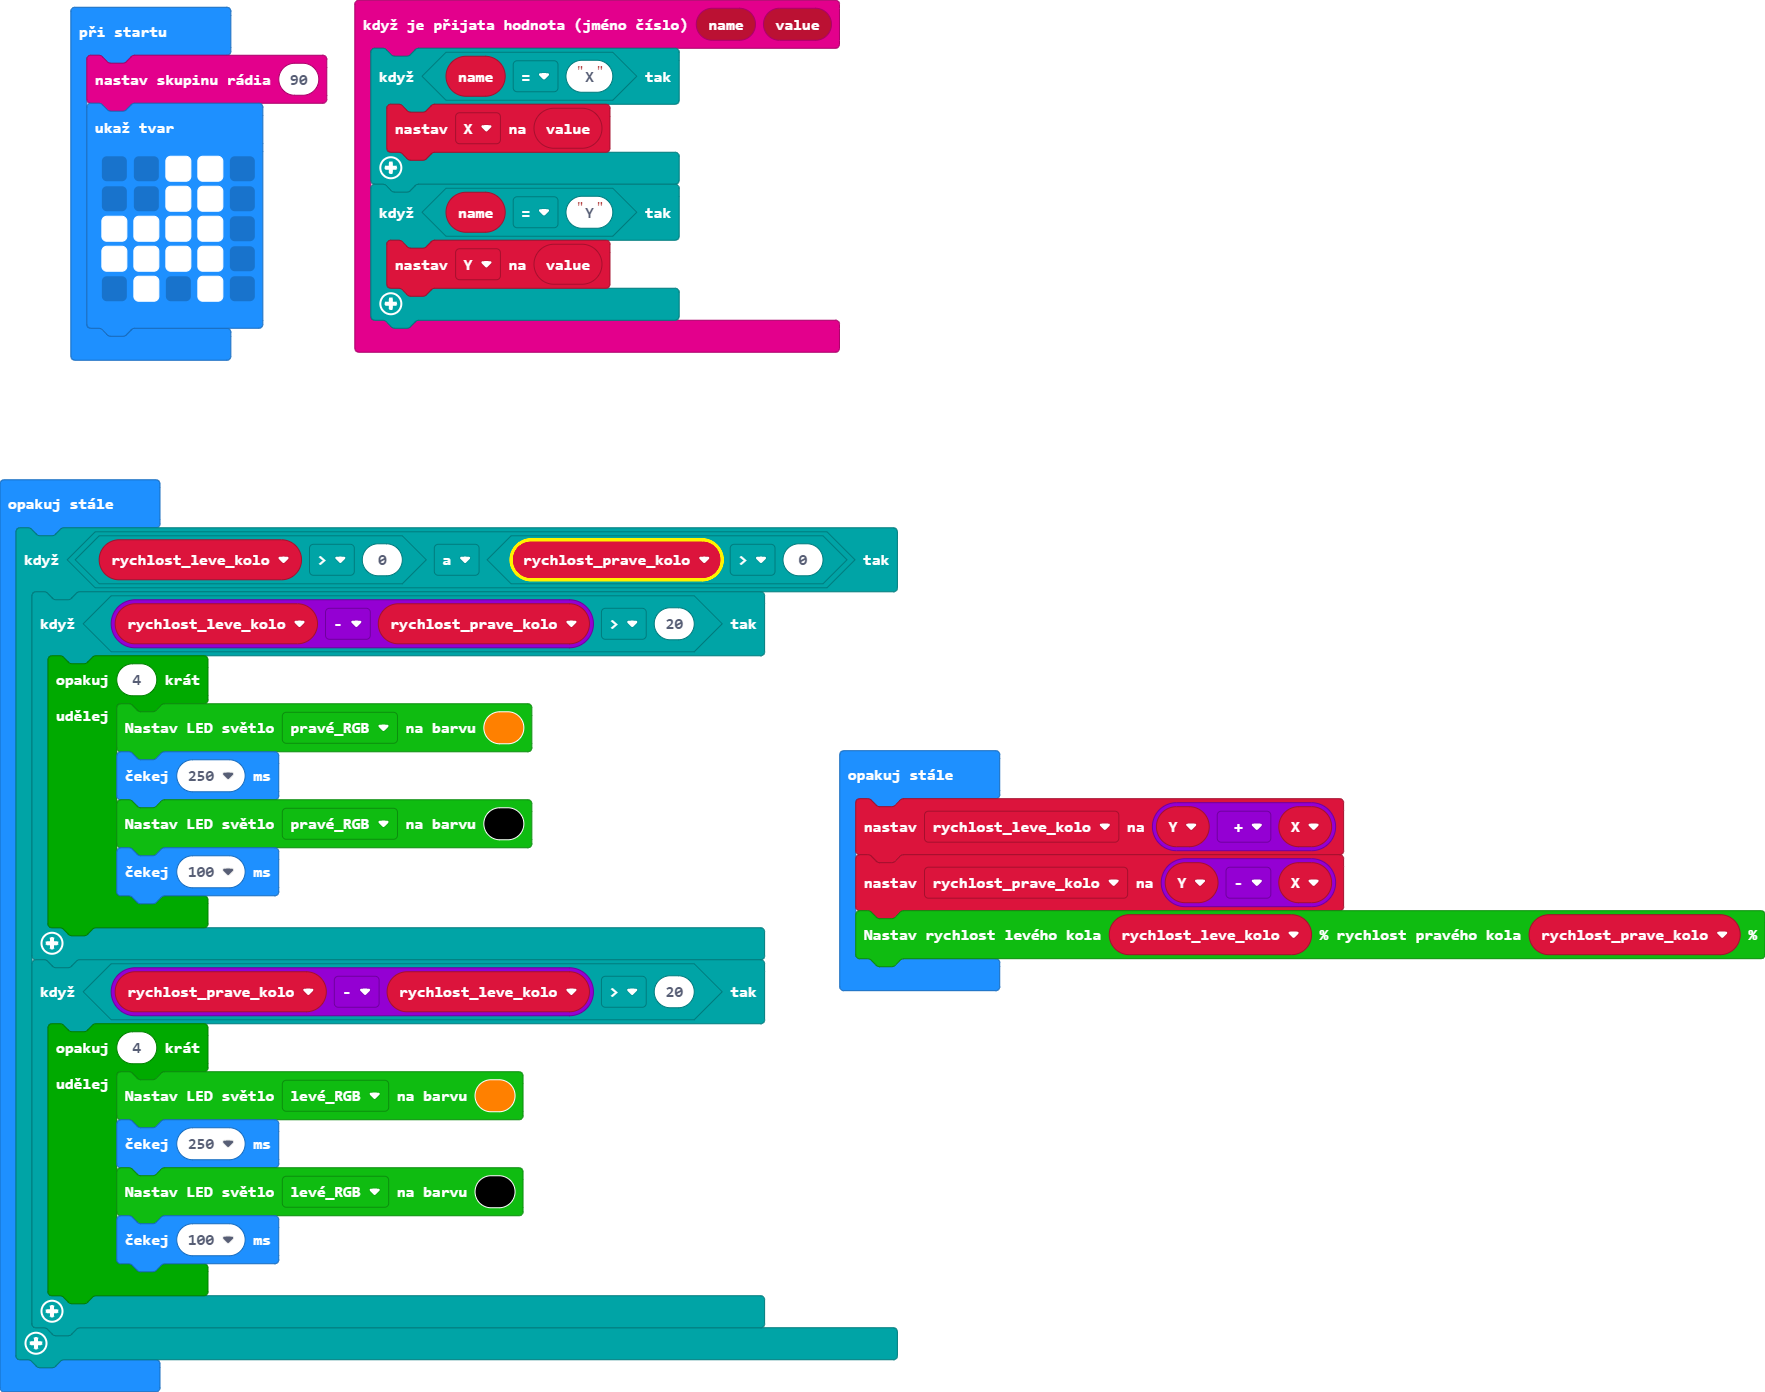 při startu
nastav skupinu rádia 90
ukaž tvar
když je přijata hodnota (jméno číslo) name value
když name = "X" tak
nastav X na value
když name = "Y" tak
nastav Y na value
opakuj stále
když rychlost_leve_kolo > 0 a rychlost_prave_kolo > 0 tak
když rychlost_leve_kolo - rychlost_prave_kolo > 20 tak
opakuj 4 krát
udělej
Nastav LED světlo pravé_RGB na barvu
čekej 250 ms
Nastav LED světlo pravé_RGB na barvu
čekej 100 ms
když rychlost_prave_kolo - rychlost_leve_kolo > 20 tak
opakuj 4 krát
udělej
Nastav LED světlo levé_RGB na barvu
čekej 250 ms
Nastav LED světlo levé_RGB na barvu
čekej 100 ms
opakuj stále
nastav rychlost_leve_kolo na Y + X
nastav rychlost_prave_kolo na Y - X
Nastav rychlost levého kola rychlost_leve_kolo % rychlost pravého kola rychlost_prave_kolo %